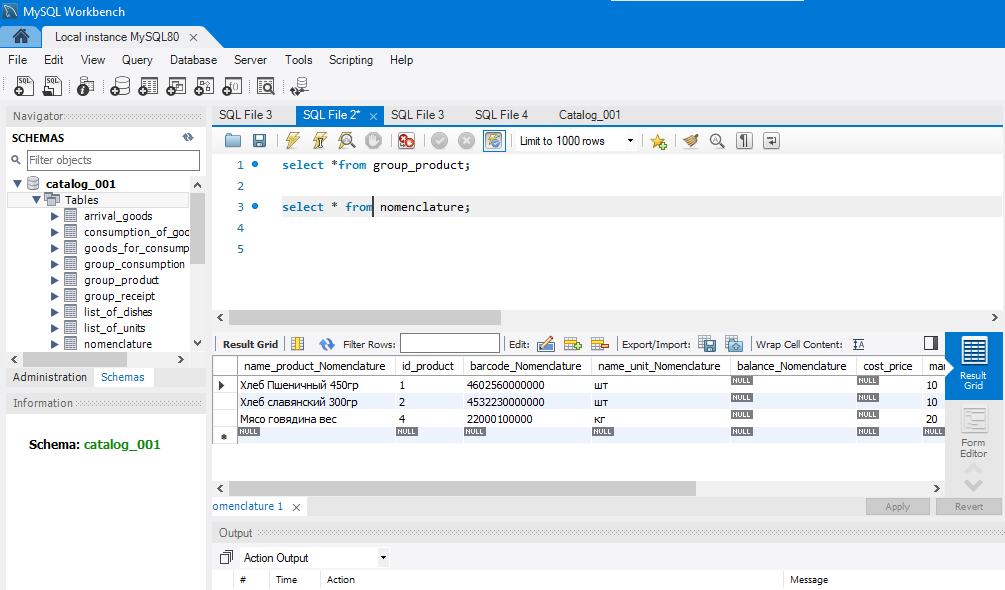 MySQL Workbench
Local instance MySQL80
File Edit View Query Database Server Tools Scripting Help
Navigator
SCHEMAS
Filter objects
catalog_001
Tables
arrival_goods
consumption_of_goo
goods_for_consump
group_consumption
group_product
group_receipt
list_of_dishes
list_of_units
nomenclature
Administration Schemas
Information
Schema: catalog_001
SQL File 3 SQL File 2* SQL File 3 SQL File 4 Catalog_001
Limit to 1000 rows
1 select *from group_product;
2
3 select * from nomenclature;
4
5
Result Grid Filter Rows: Edit: Export/Import: Wrap Cell Content:
name_product_Nomenclature id_product barcode_Nomenclature name_unit_Nomenclature balance_Nomenclature cost_price mar
Хлеб Пшеничный 450гр 1 4602560000000 шт NULL NULL 10
Хлеб славянский 300гр 2 4532230000000 шт NULL NULL 10
Мясо говядина вес 4 22000100000 кг NULL NULL 20
NULL NULL NULL NULL NULL NULL NULL
Result Grid
Form Editor
omenclature 1
Apply Revert
Output
Action Output
# Time Action Message